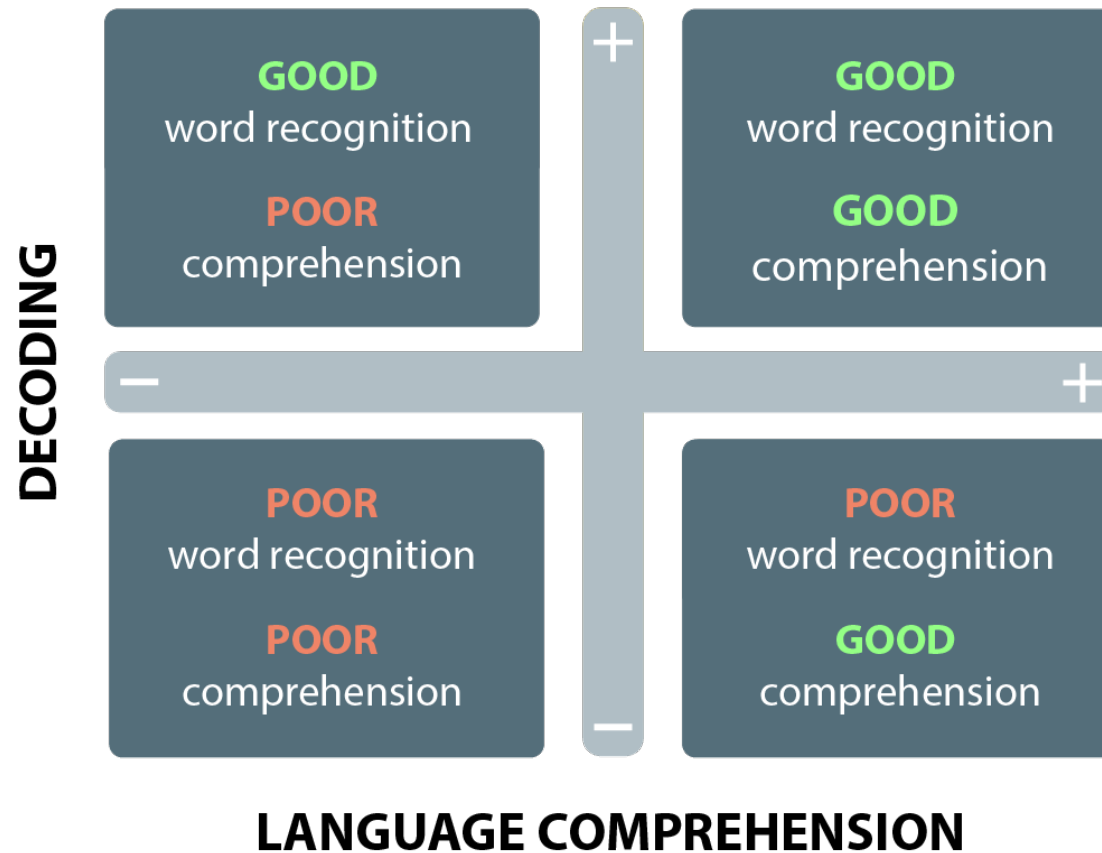 GOOD
word recognition
POOR
comprehension
GOOD
word recognition
GOOD
comprehension
+
DECODING
−
+
POOR
word recognition
POOR
comprehension
POOR
word recognition
GOOD
comprehension
−
LANGUAGE COMPREHENSION